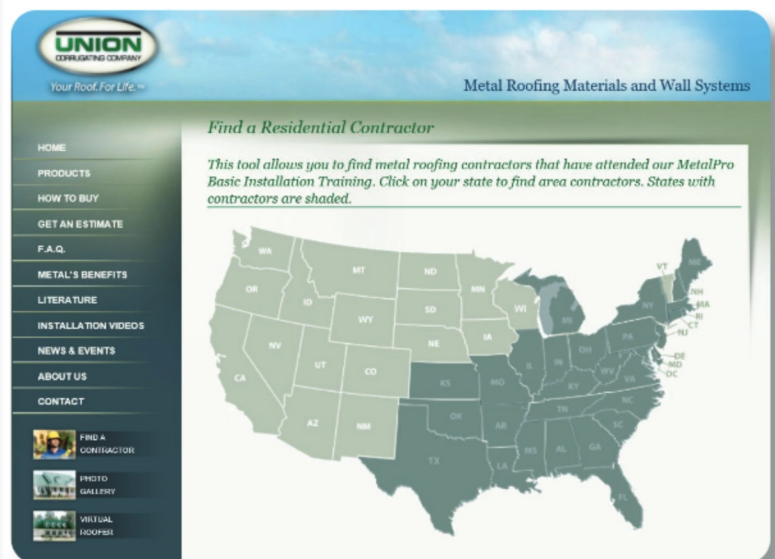 UNION
CORRUGATING COMPANY
Your Roof. For Life.™
Metal Roofing Materials and Wall Systems
HOME
PRODUCTS
HOW TO BUY
GET AN ESTIMATE
F.A.Q.
METAL'S BENEFITS
LITERATURE
INSTALLATION VIDEOS
NEWS & EVENTS
ABOUT US
CONTACT
FIND A
CONTRACTOR
PHOTO
GALLERY
VIRTUAL
ROOFER
Find a Residential Contractor
This tool allows you to find metal roofing contractors that have attended our MetalPro
Basic Installation Training. Click on your state to find area contractors. States with
contractors are shaded.
WA
MT
ND
MN
VT
ME
OR
ID
SD
WI
MI
NY
NH
MA
RI
CT
NJ
WY
NE
IA
PA
NV
UT
CO
IL
IN
OH
DE
MD
DC
CA
KS
MO
KY
WV
VA
AZ
NM
OK
AR
TN
NC
SC
TX
LA
MS
AL
GA
FL